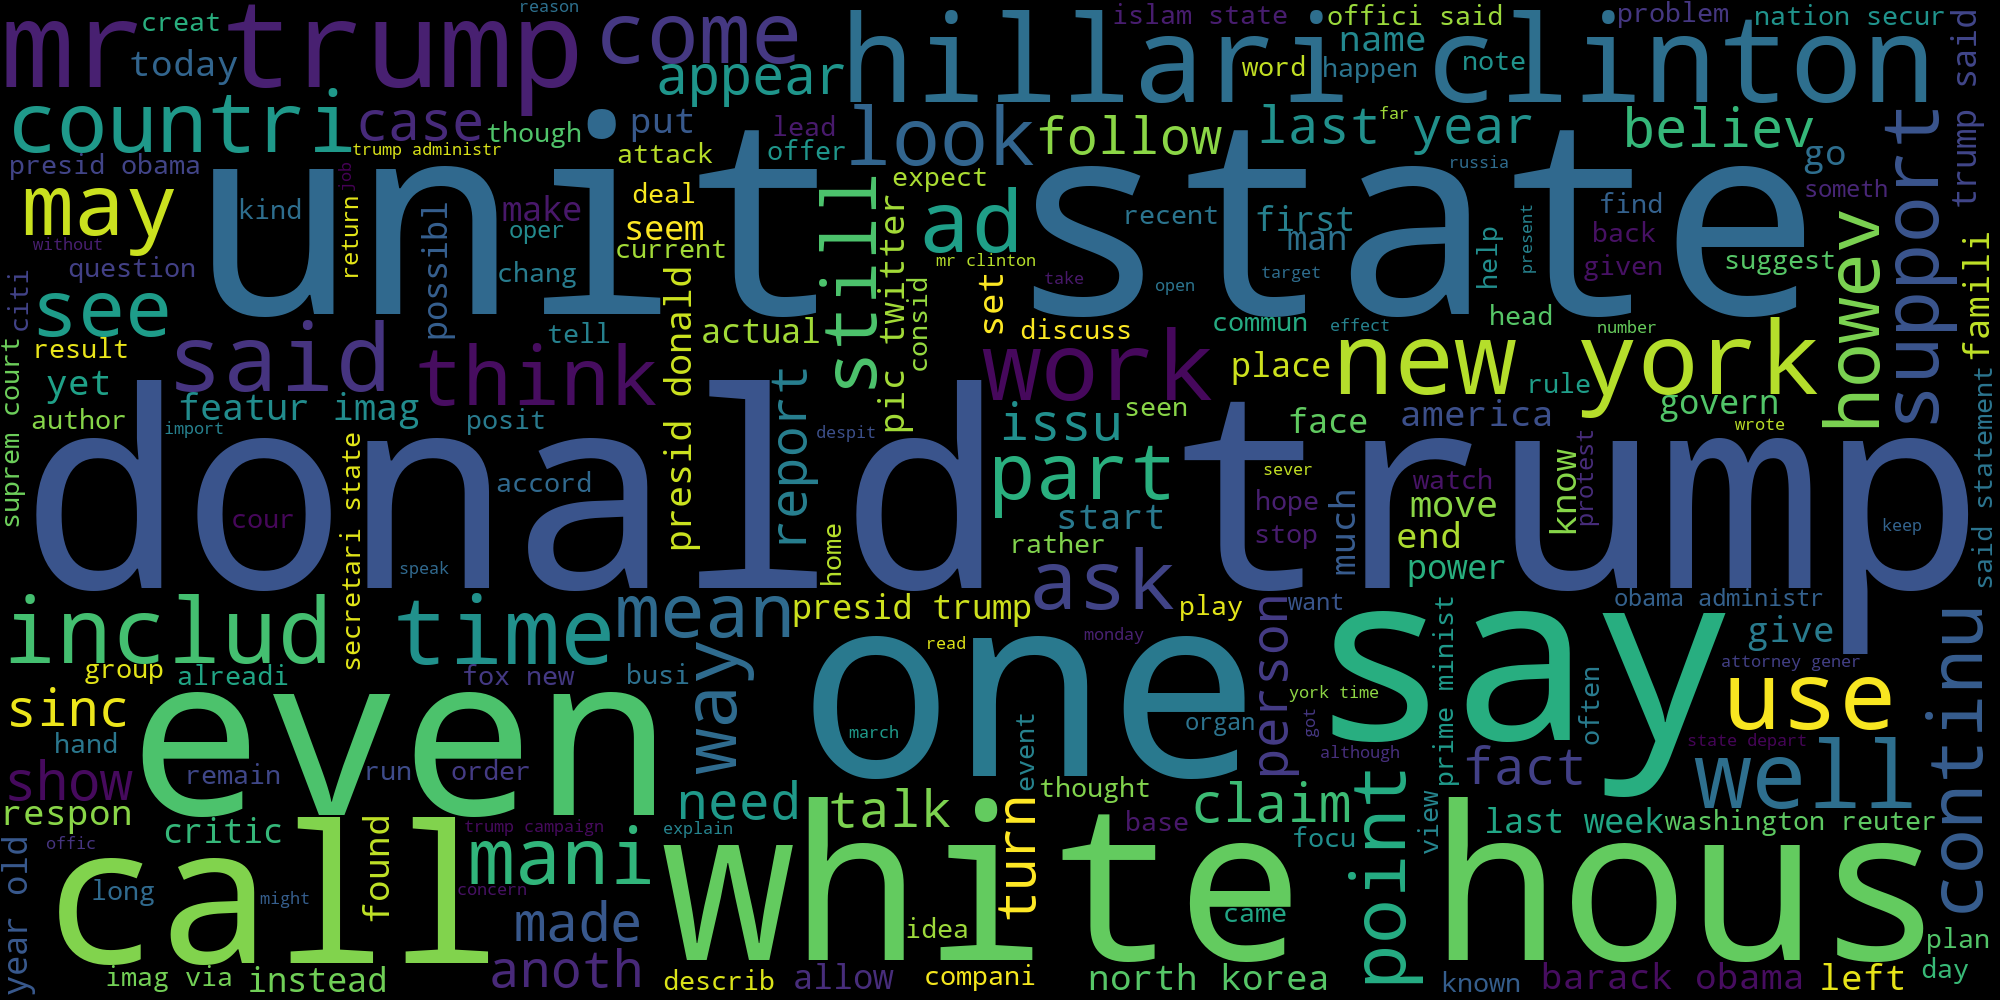 mr trump
creat
reason
come
hillari clinton
islam state
offici said
problem
nation secur
today
appear
name
word
happen
note
trump said
countri
case
though
put
lead
look
follow
last year
far
believ
presid obama
trump administr
attack
offer
unit state
russia
go
support
may
kind
return
job
possibl
make
deal
still
pic twitter
expect
ad
recent
first
find
someth
howev
without
oper
seem
man
help
present
back
question
chang
current
mr clinton
take
target
given
suggest
famili
citi
see
presid donald
consid
set
open
result
tell
actual
discuss
commun
effect
head
number
said
think
work
place
new york
yet
featur imag
report
rule
govern
suprem court
author
import
posit
despit
issu
seen
face
america
wrote
donald trump
secretari state
accord
part
sever
hope
watch
know
protest
said statement
cour
home
start
stop
much
move
end
keep
speak
rather
power
includ
time
mean
presid trump
ask
play
person
want
prime minist
obama administr
continu
group
alreadi
fox new
busi
way
read
monday
one
say
give
attorney gener
sinc
even
york time
often
use
hand
march
event
organ
got
although
state depart
show
remain
run
order
need
thought
fact
well
respon
critic
found
trump campaign
explain
talk
turn
base
claim
focu
point
view
last week
washington reuter
year old
offic
call
mani
white hous
long
might
concern
made
idea
came
plan
imag via
instead
anoth
describ
allow
compani
north korea
known
barack obama
left
day